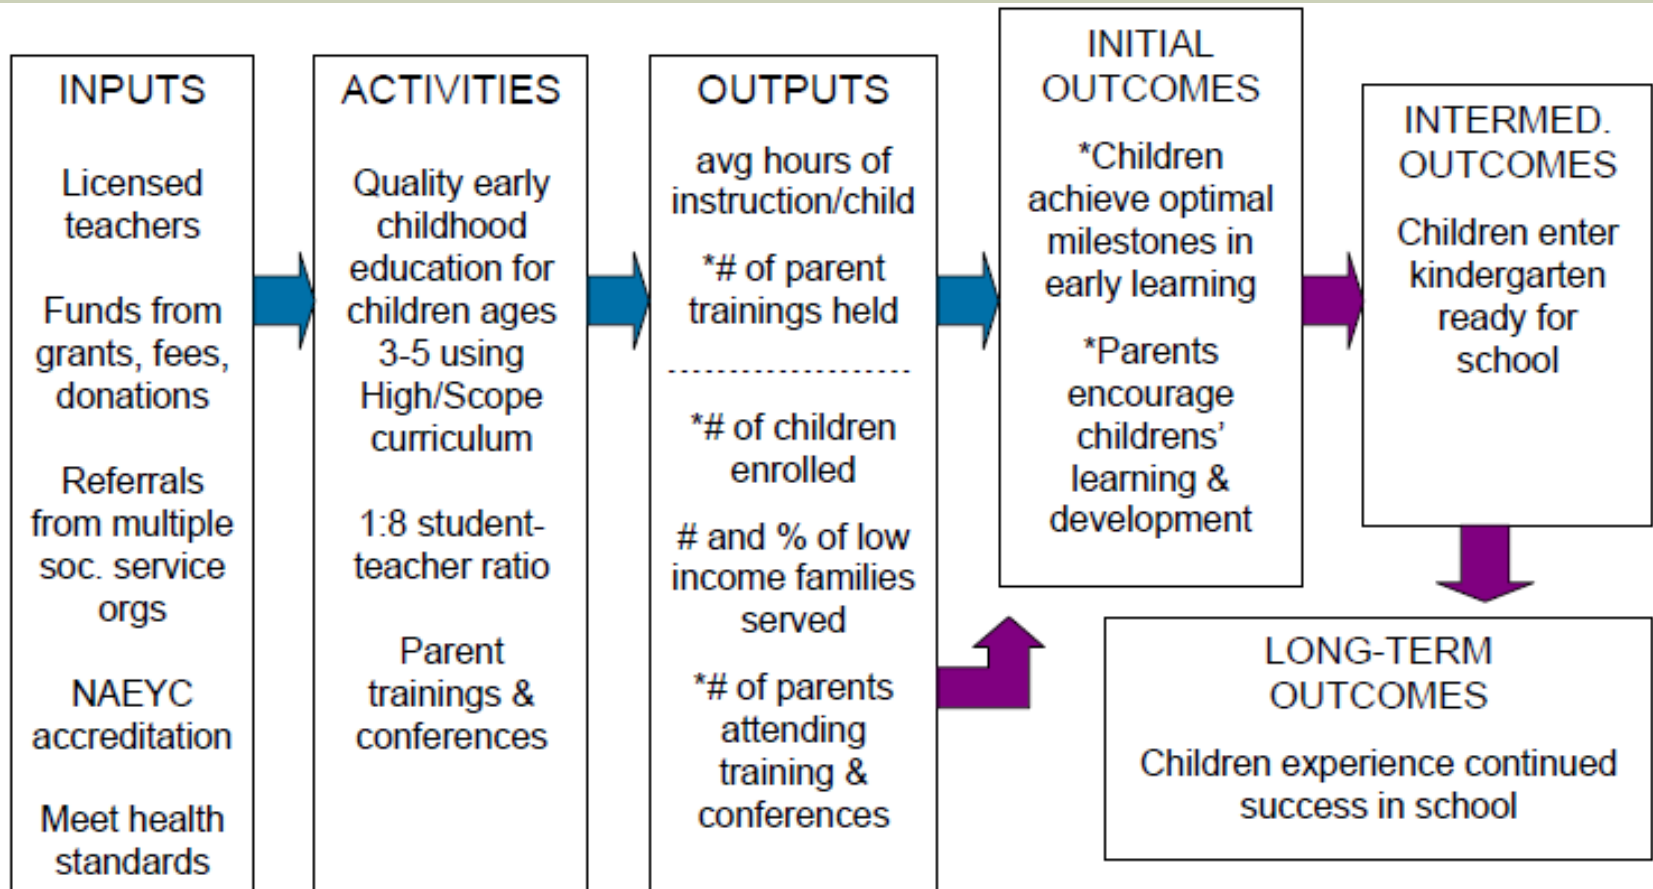 INPUTS
Licensed
teachers
Funds from
grants, fees,
donations
Referrals
from multiple
soc. service
orgs
NAEYC
accreditation
Meet health
standards
ACTIVITIES
Quality early
childhood
education for
children ages
3-5 using
High/Scope
curriculum
1:8 student-
teacher ratio
Parent
trainings &
conferences
OUTPUTS
avg hours of
instruction/child
*# of parent
trainings held
*# of children
enrolled
# and % of low
income families
served
*# of parents
attending
training &
conferences
INITIAL
OUTCOMES
*Children
achieve optimal
milestones in
early learning
*Parents
encourage
childrens’
learning &
development
INTERMED.
OUTCOMES
Children enter
kindergarten
ready for
school
LONG-TERM
OUTCOMES
Children experience continued
success in school